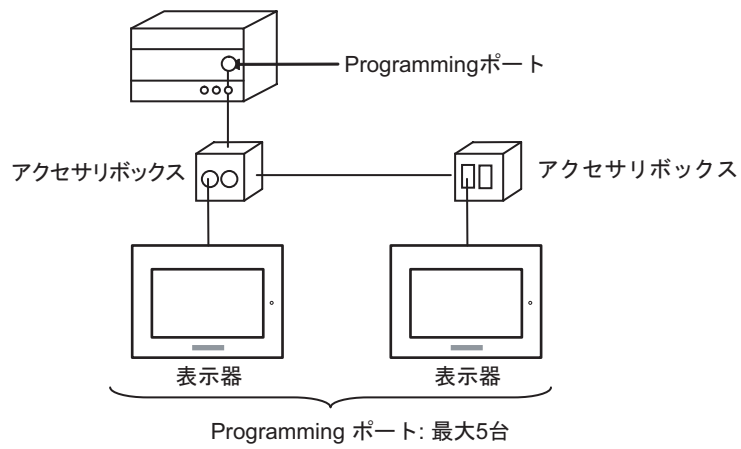 Programmingポート
アクセサリボックス
アクセサリボックス
表示器
表示器
Programming ポート: 最大5台